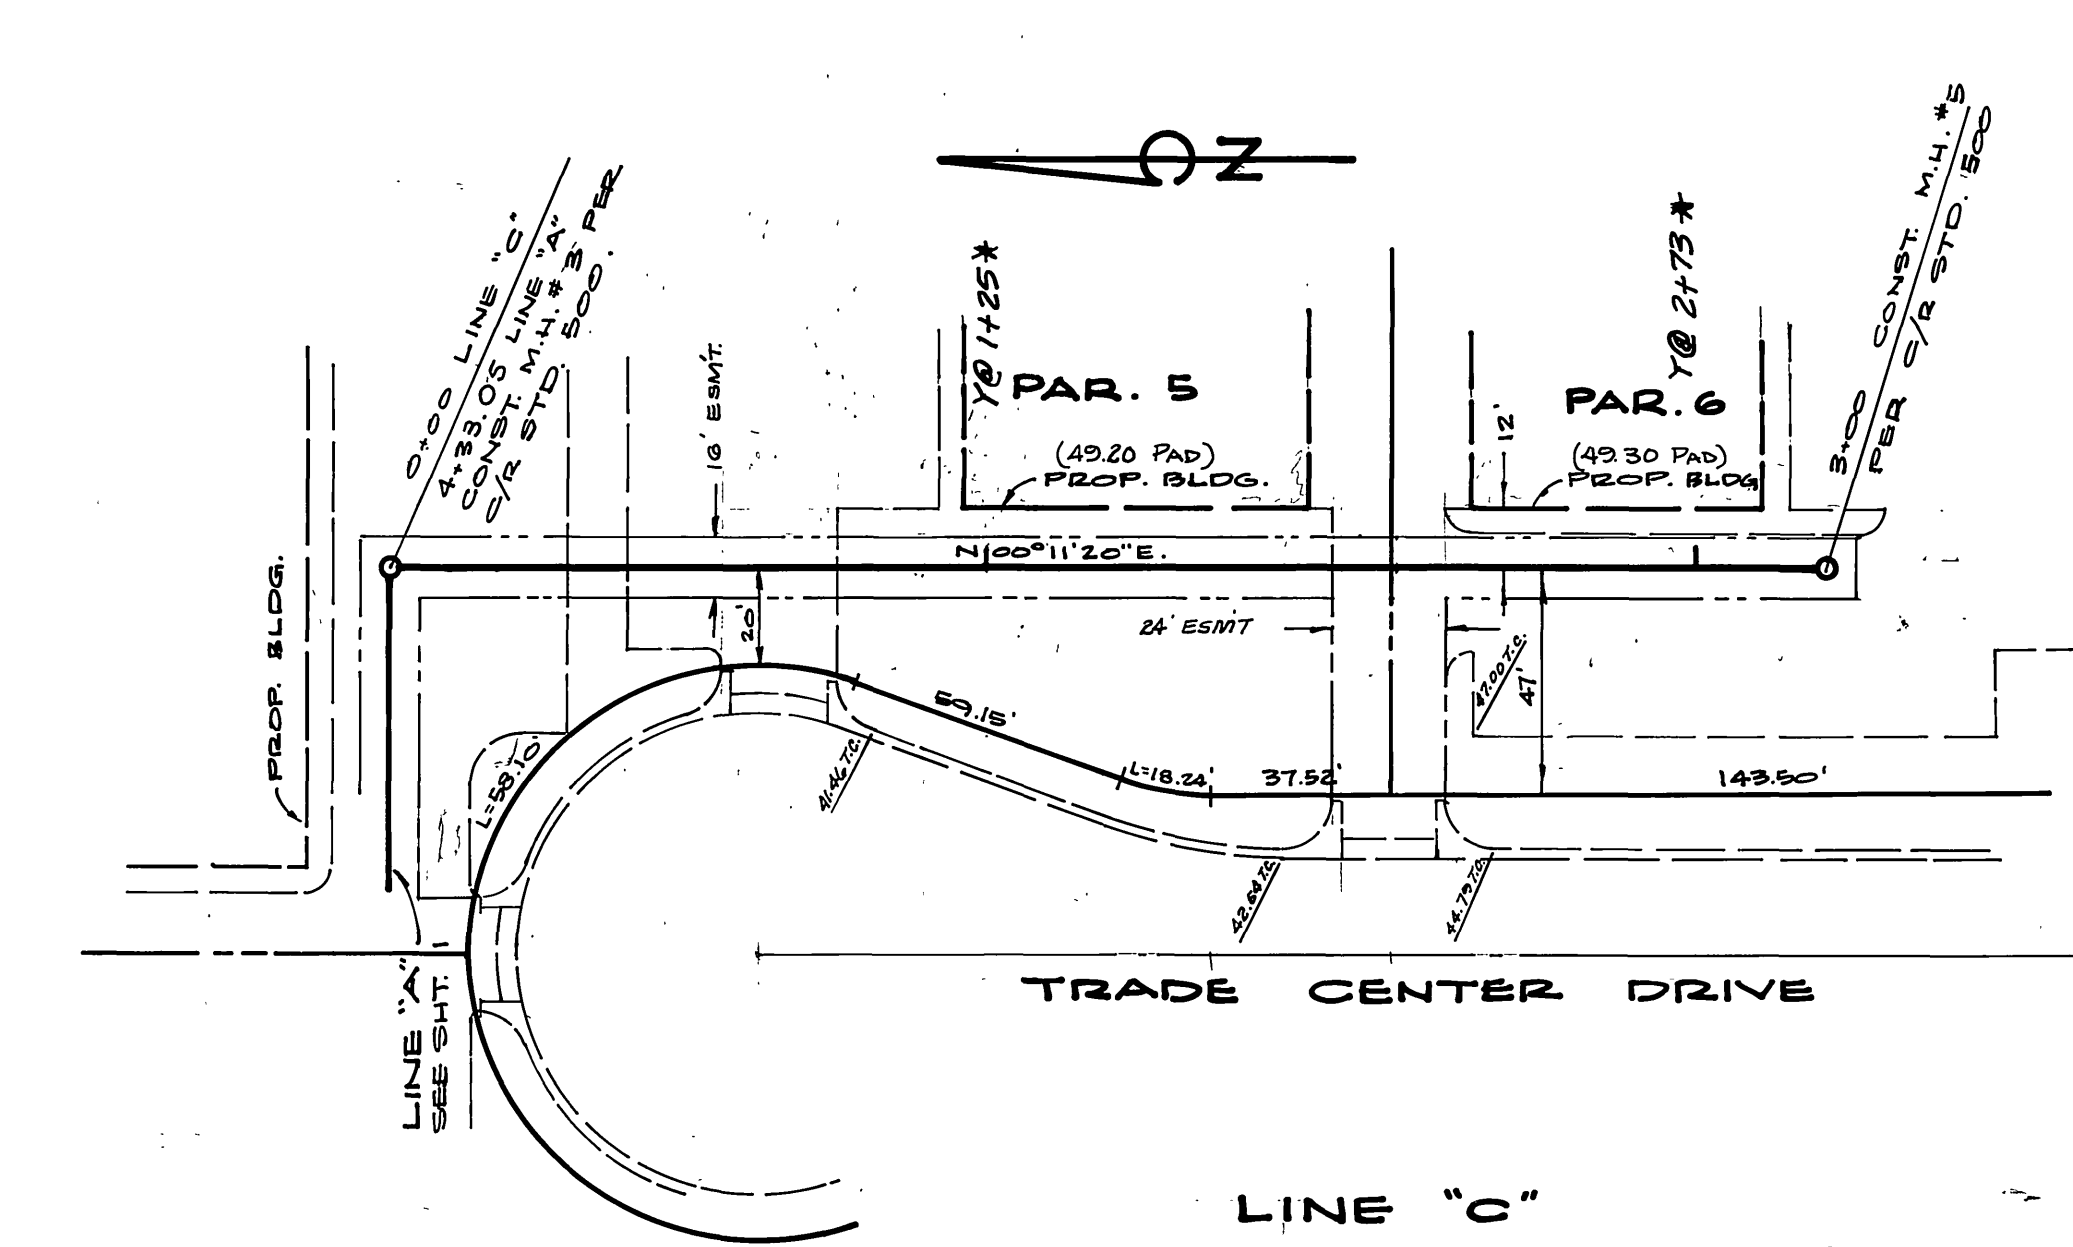 N
0+00 LINE "C"
4+33.05 LINE "A"
CONST. M.H. #3 PER
C/R STD. 500.
CONST. M.H. #5
3+00 PER C/R STD. 500
Y@ 1+25*
Y@ 2+73*
16' ESMT.
PAR. 5
(49.20 PAD)
PROP. BLDG.
PAR. 6
(49.30 PAD)
PROP. BLDG
12'
N 00°11'20"E.
PROP. BLDG.
20'
24' ESMT
47.00 T.C.
47'
59.15'
L=58.10'
41.46 T.C.
L=18.24'
37.52'
143.50'
42.64 T.C.
44.79 T.C.
LINE "A"
SEE SHT. 1
TRADE CENTER DRIVE
LINE "C"